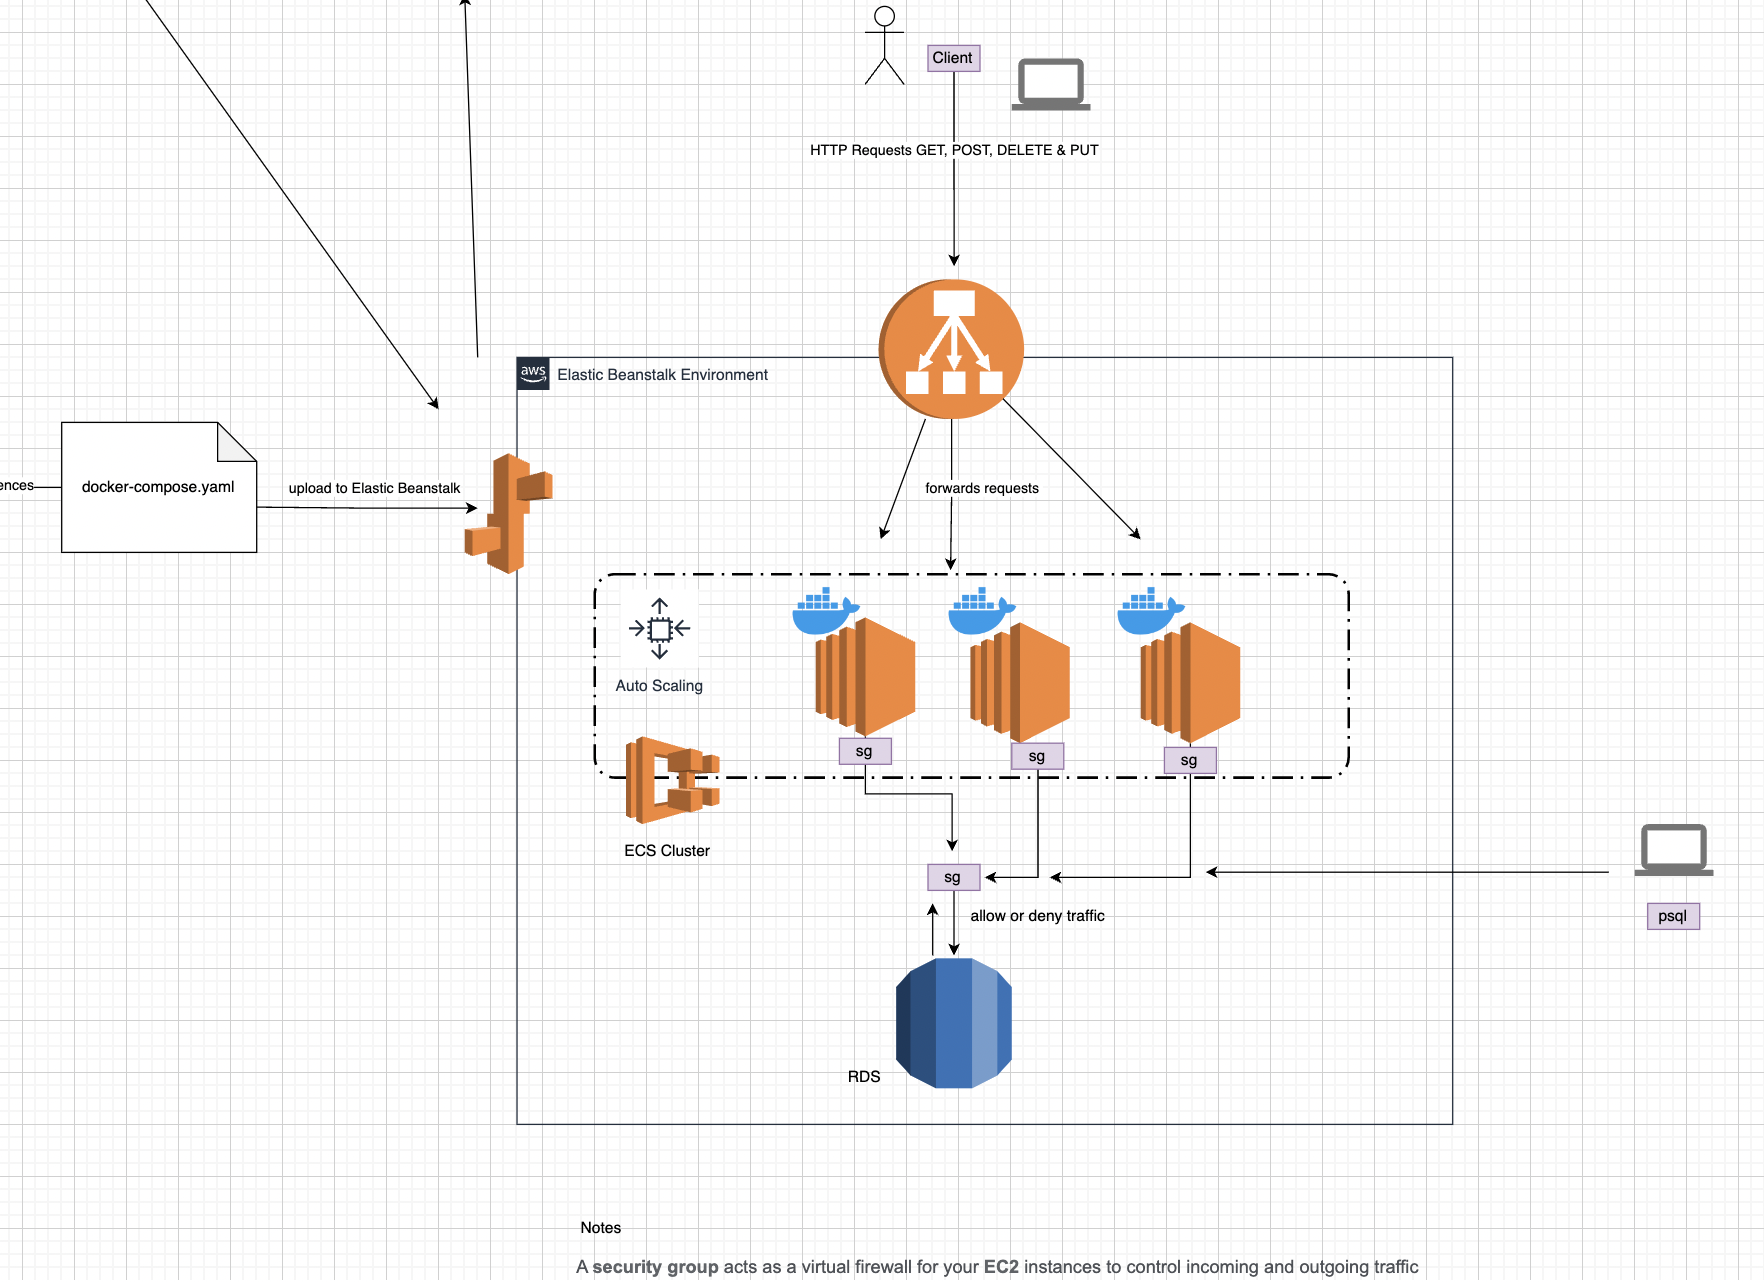 Client
HTTP Requests GET, POST, DELETE & PUT
aws
Elastic Beanstalk Environment
ences
docker-compose.yaml
upload to Elastic Beanstalk
forwards requests
Auto Scaling
sg
sg
sg
ECS Cluster
sg
allow or deny traffic
psql
RDS
Notes
A security group acts as a virtual firewall for your EC2 instances to control incoming and outgoing traffic